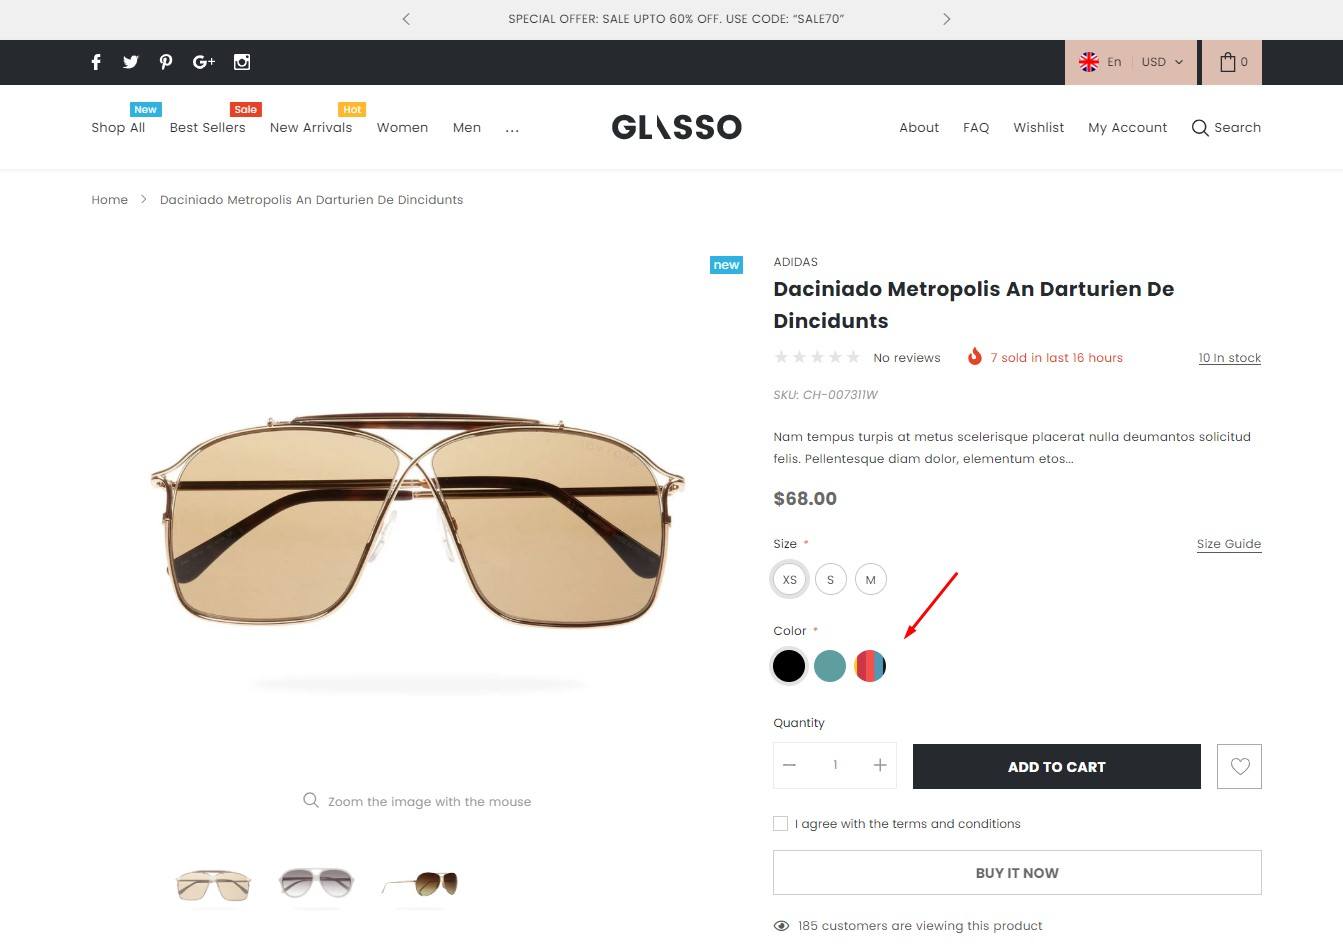 SPECIAL OFFER: SALE UPTO 60% OFF. USE CODE: “SALE70”
En USD 0
New Sale Hot
Shop All Best Sellers New Arrivals Women Men ... GLASSO About FAQ Wishlist My Account Search
Home > Daciniado Metropolis An Darturien De Dincidunts
new
ADIDAS
Daciniado Metropolis An Darturien De
Dincidunts
No reviews 7 sold in last 16 hours 10 In stock
SKU: CH-007311W
Nam tempus turpis at metus scelerisque placerat nulla deumantos solicitud
felis. Pellentesque diam dolor, elementum etos...
$68.00
Size * Size Guide
XS S M
Color *
Quantity
1 ADD TO CART
Zoom the image with the mouse
I agree with the terms and conditions
BUY IT NOW
185 customers are viewing this product